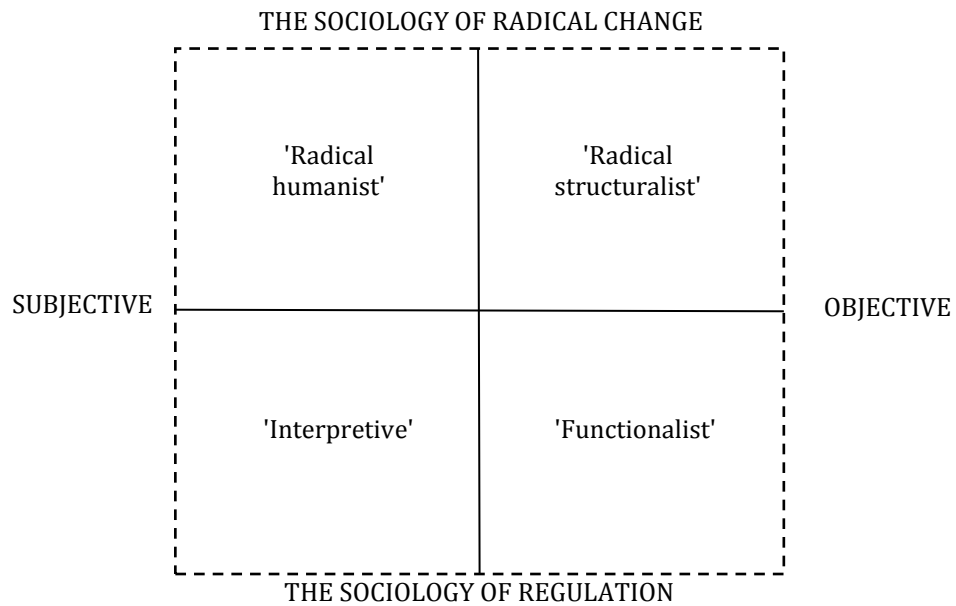 THE SOCIOLOGY OF RADICAL CHANGE
'Radical
humanist'
'Radical
structuralist'
SUBJECTIVE
OBJECTIVE
'Interpretive'
'Functionalist'
THE SOCIOLOGY OF REGULATION